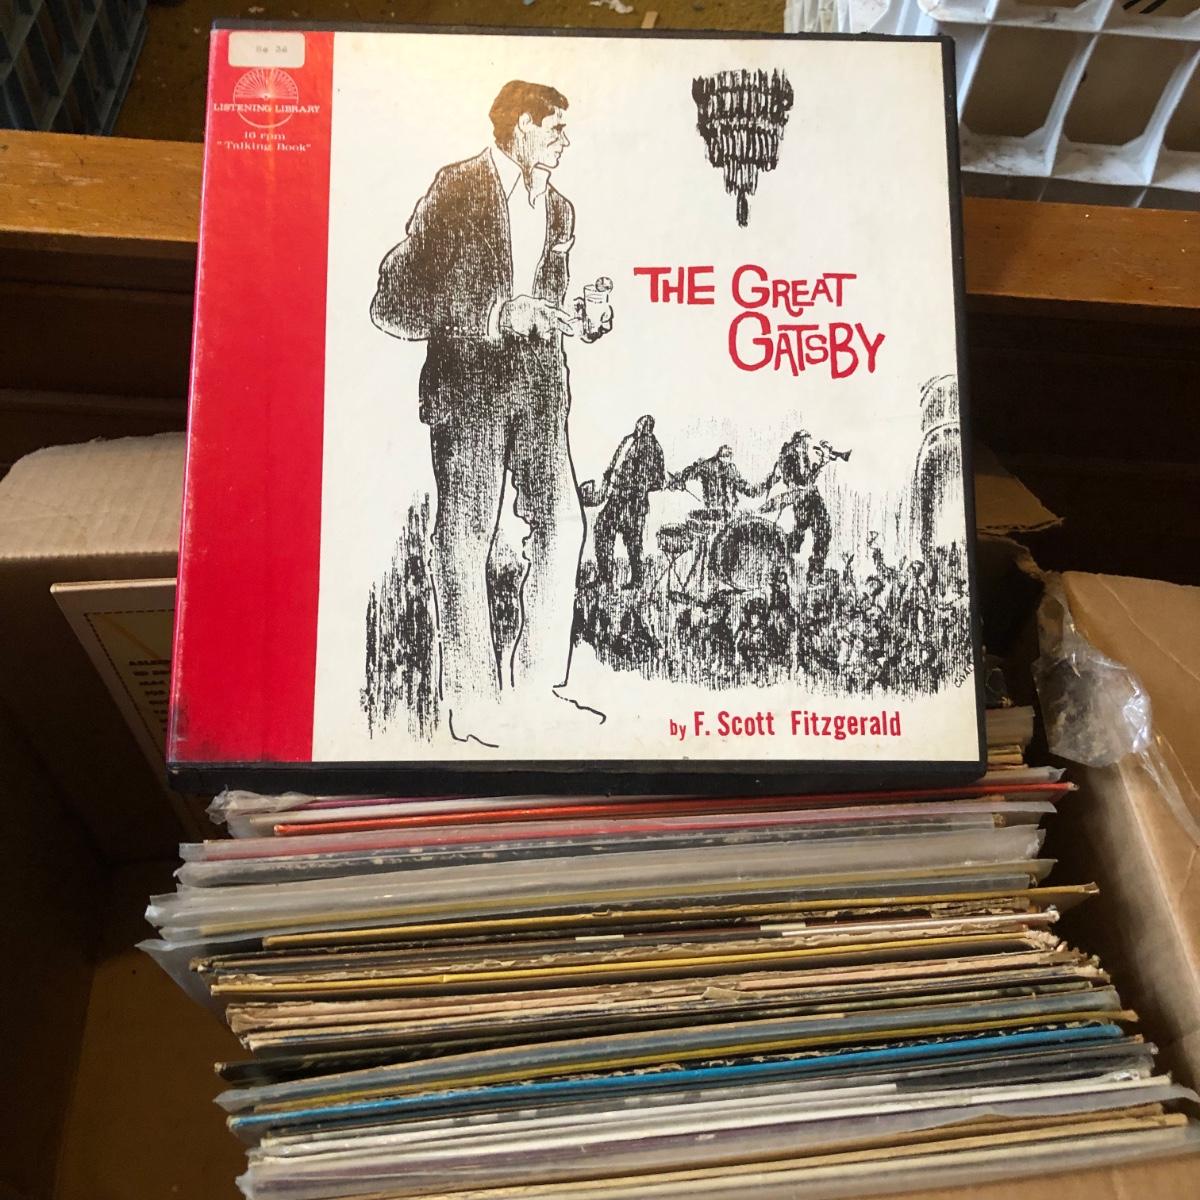 LISTENING LIBRARY
16 rpm
"Talking Book"
THE GREAT
GATSBY
by F. Scott Fitzgerald